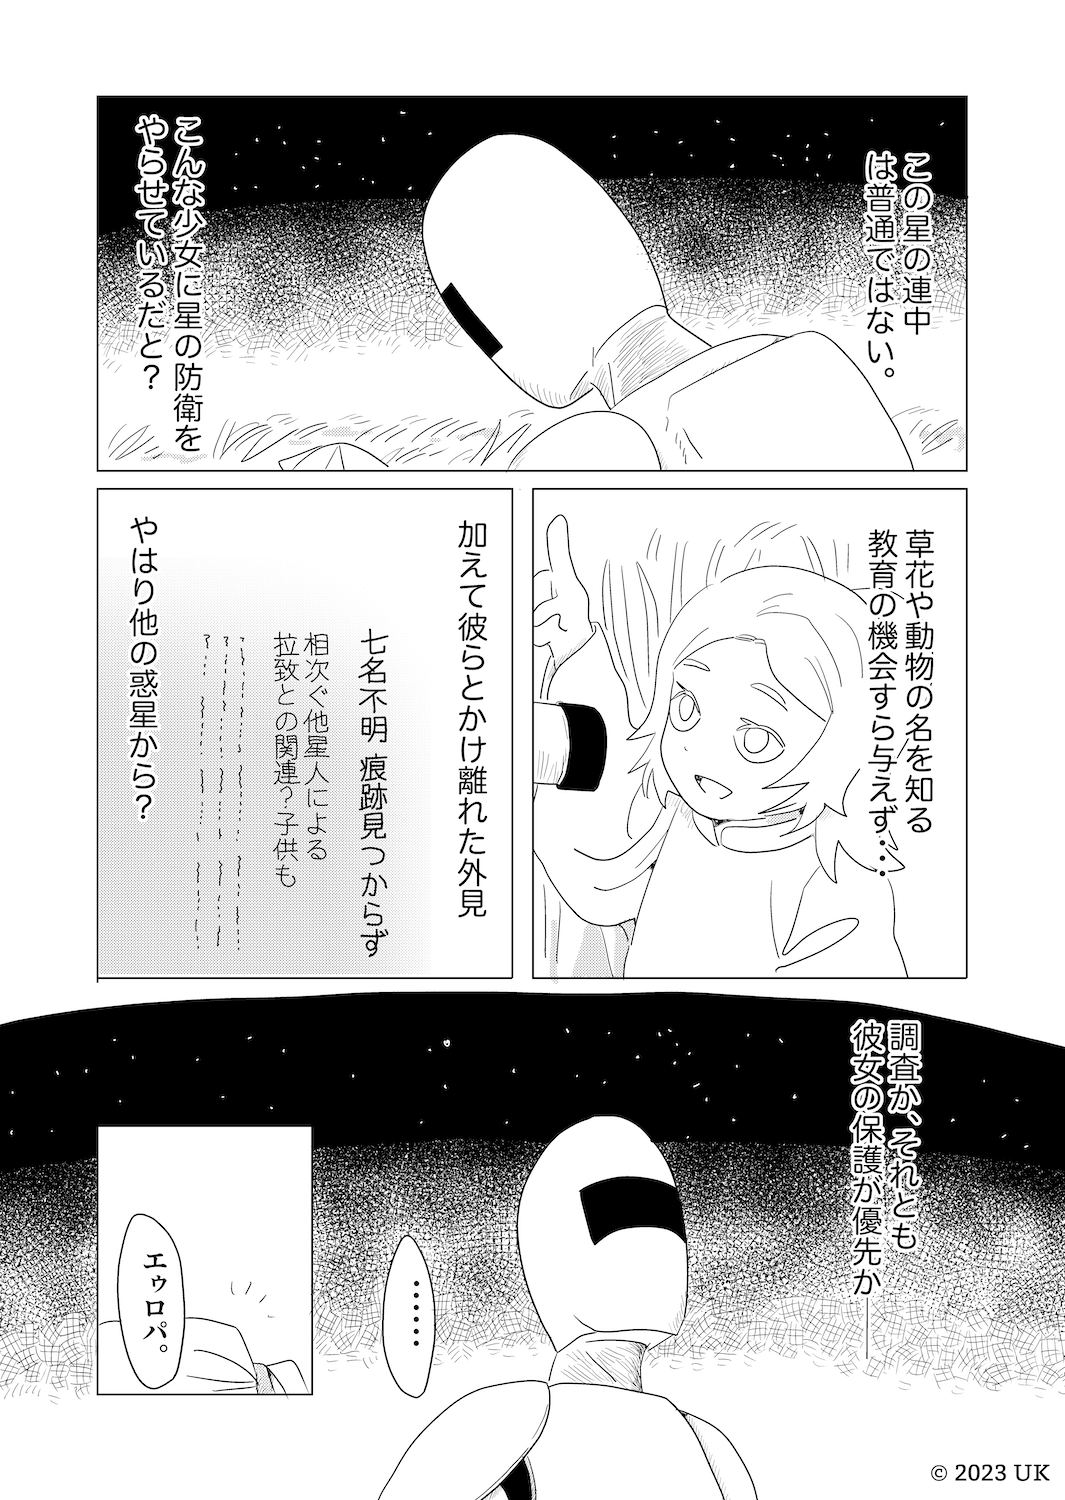 この星の連中
は普通ではない。
こんな少女に星の防衛を
やらせているだと？
草花や動物の名を知る
教育の機会すら与えず…
加えて彼らとかけ離れた外見
七名不明 痕跡見つからず
相次ぐ他星人による
拉致との関連？子供も
やはり他の惑星から？
調査か、それとも
彼女の保護が優先か―
……
エゥロパ。
© 2023 UK